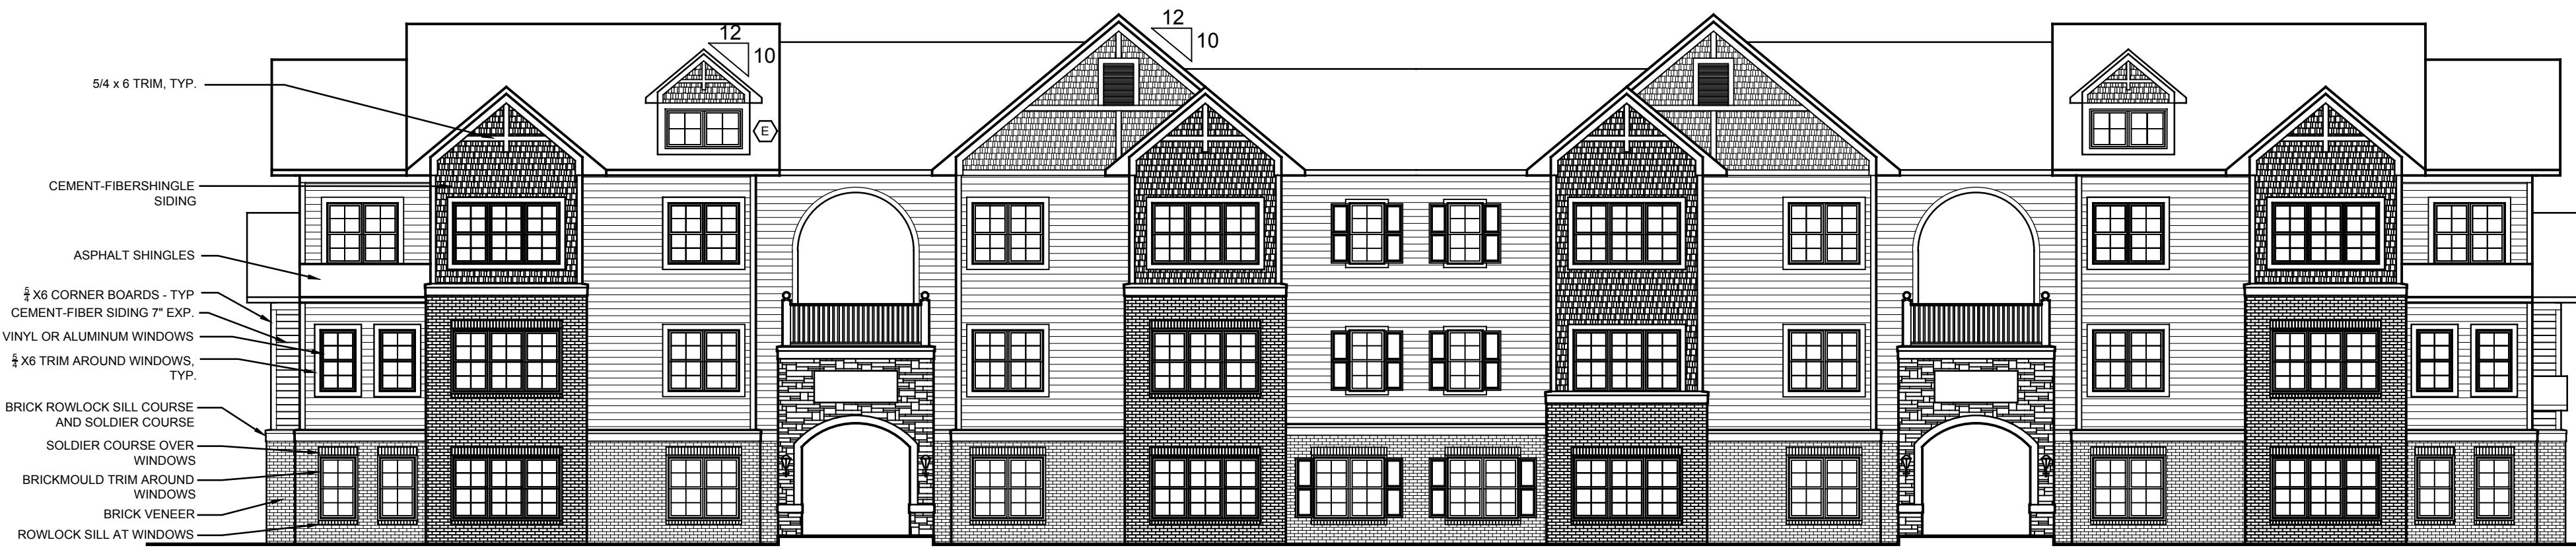 12
10
12
10
E
5/4 x 6 TRIM, TYP.
CEMENT-FIBERSHINGLE
SIDING
ASPHALT SHINGLES
5/4 X6 CORNER BOARDS - TYP
CEMENT-FIBER SIDING 7" EXP.
VINYL OR ALUMINUM WINDOWS
5/4 X6 TRIM AROUND WINDOWS,
TYP.
BRICK ROWLOCK SILL COURSE
AND SOLDIER COURSE
SOLDIER COURSE OVER
WINDOWS
BRICKMOULD TRIM AROUND
WINDOWS
BRICK VENEER
ROWLOCK SILL AT WINDOWS